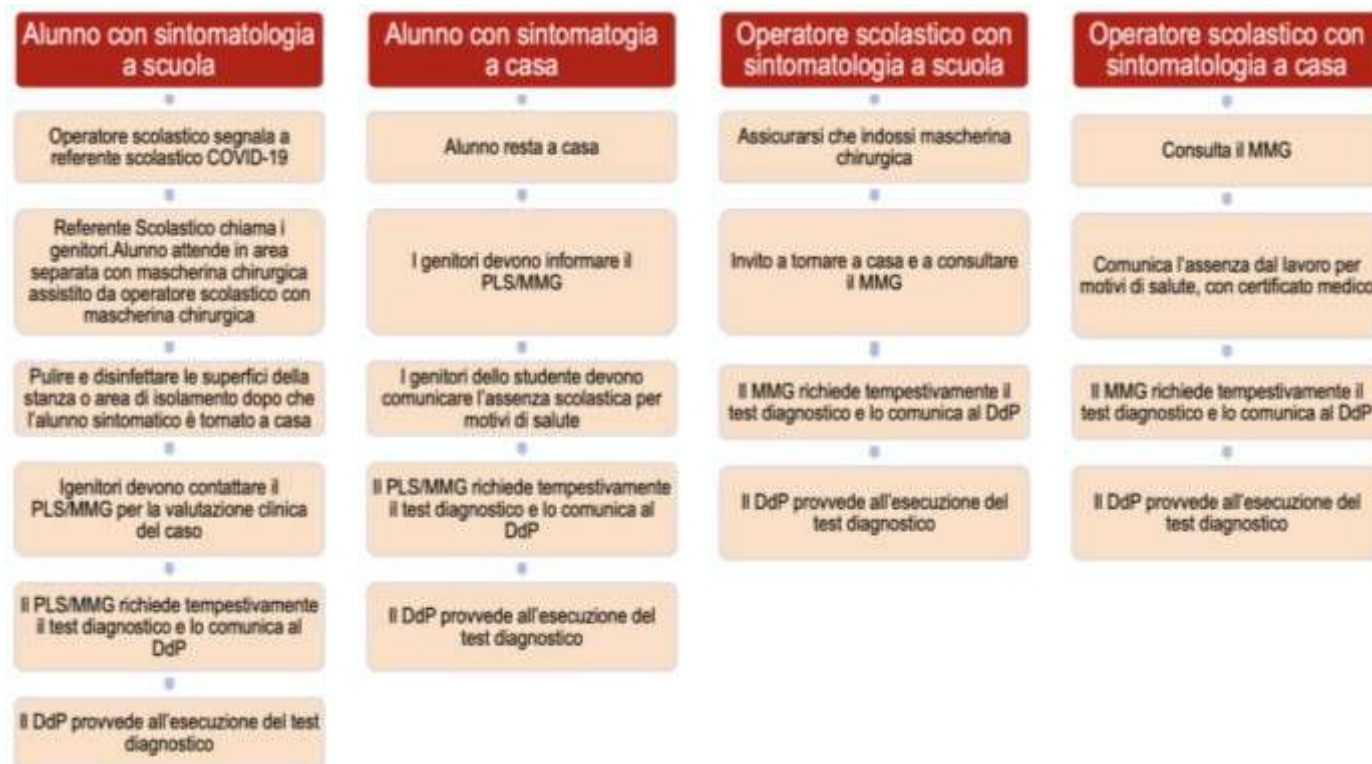 Alunno con sintomatologia
a scuola
Operatore scolastico segnala a
referente scolastico COVID-19
Referente Scolastico chiama i
genitori.Alunno attende in area
separata con mascherina chirurgica
assistito da operatore scolastico con
mascherina chirurgica
Pulire e disinfettare le superfici della
stanza o area di isolamento dopo che
l'alunno sintomatico è tornato a casa
Igenitori devono contattare il
PLS/MMG per la valutazione clinica
del caso
Il PLS/MMG richiede tempestivamente
il test diagnostico e lo comunica al
DdP
Il DdP provvede all'esecuzione del test
diagnostico
Alunno con sintomatogia
a casa
Alunno resta a casa
I genitori devono informare il
PLS/MMG
I genitori dello studente devono
comunicare l'assenza scolastica per
motivi di salute
Il PLS/MMG richiede tempestivamente
il test diagnostico e lo comunica al
DdP
Il DdP provvede all'esecuzione del
test diagnostico
Operatore scolastico con
sintomatologia a scuola
Assicurarsi che indossi mascherina
chirurgica
Invito a tornare a casa e a consultare
il MMG
Il MMG richiede tempestivamente il
test diagnostico e lo comunica al DdP
Il DdP provvede all'esecuzione del
test diagnostico
Operatore scolastico con
sintomatologia a casa
Consulta il MMG
Comunica l'assenza dal lavoro per
motivi di salute, con certificato medico
Il MMG richiede tempestivamente il
test diagnostico e lo comunica al DdP
Il DdP provvede all'esecuzione del
test diagnostico